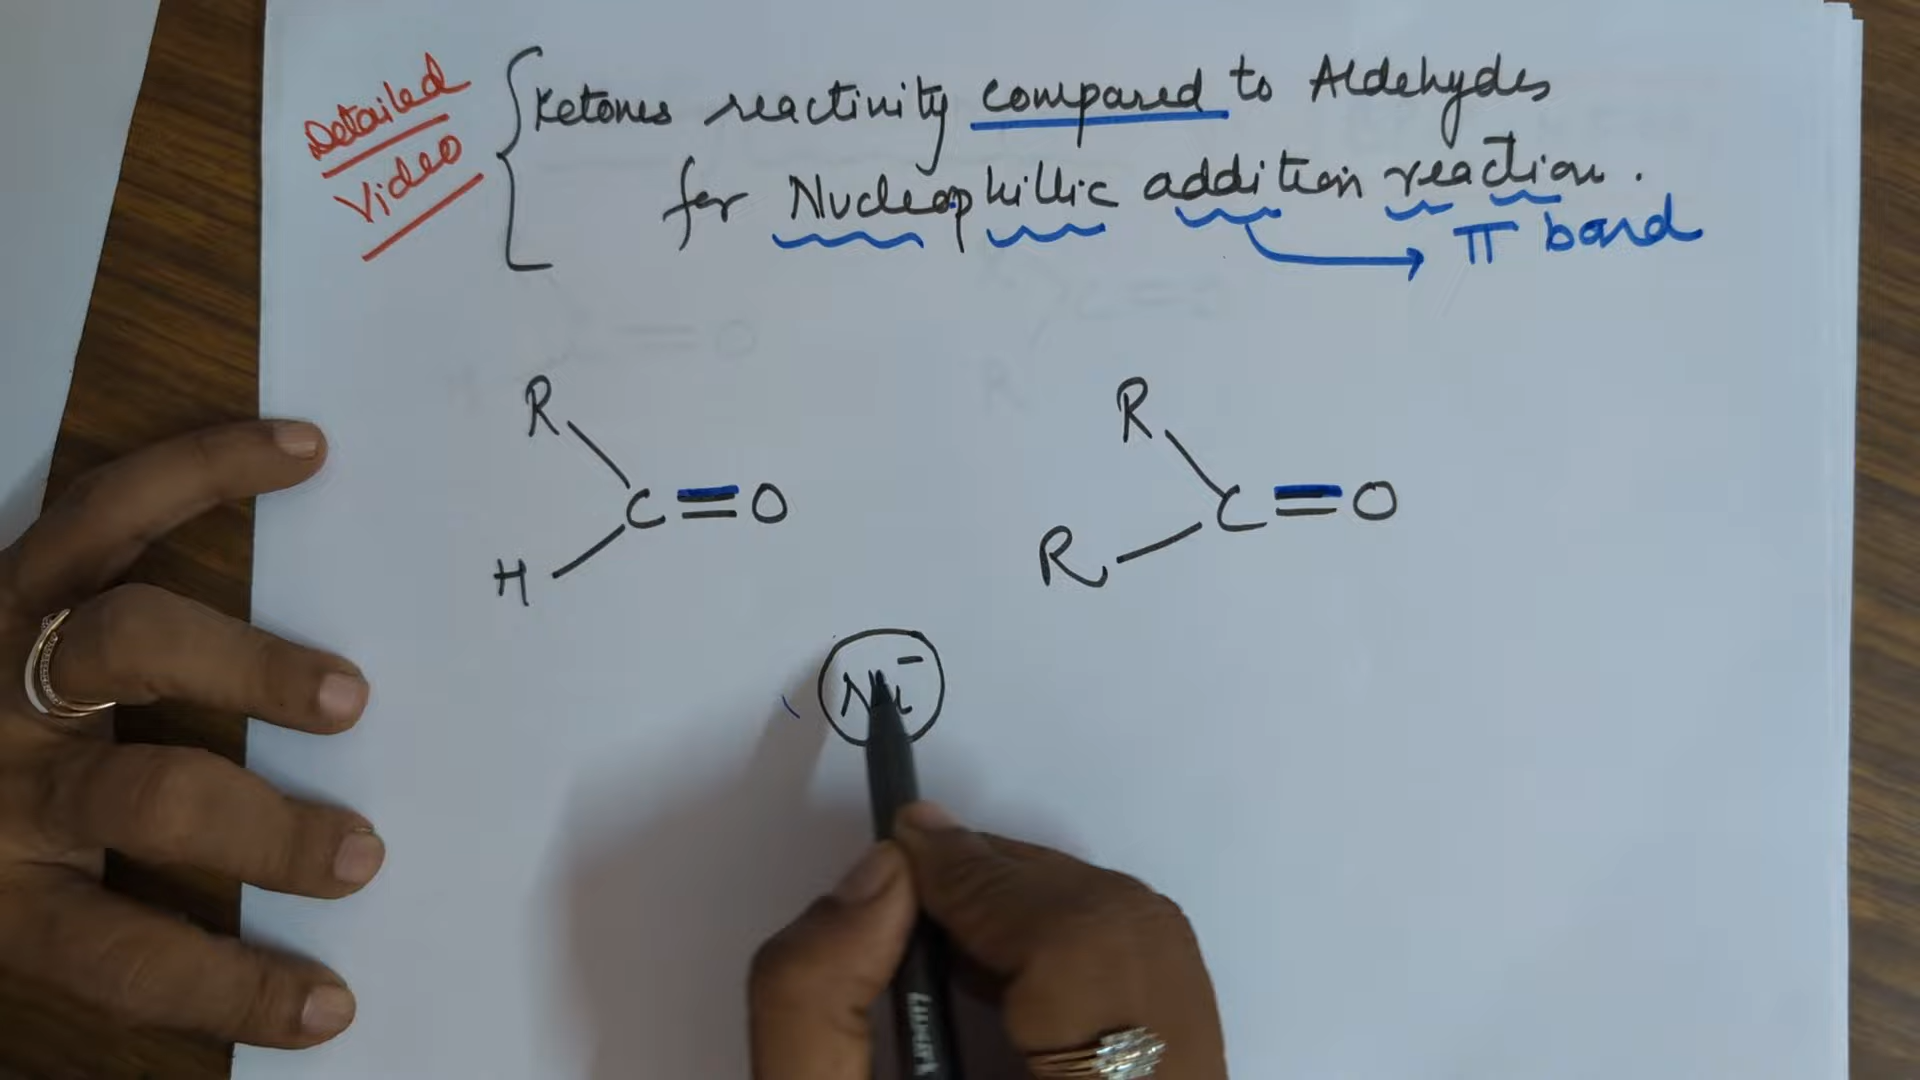 Detailed
Video
Ketones reactivity compared to Aldehydes
for Nucleophillic addition reaction.
π bond
R
C=O
H
R
C=O
R
Nu⁻